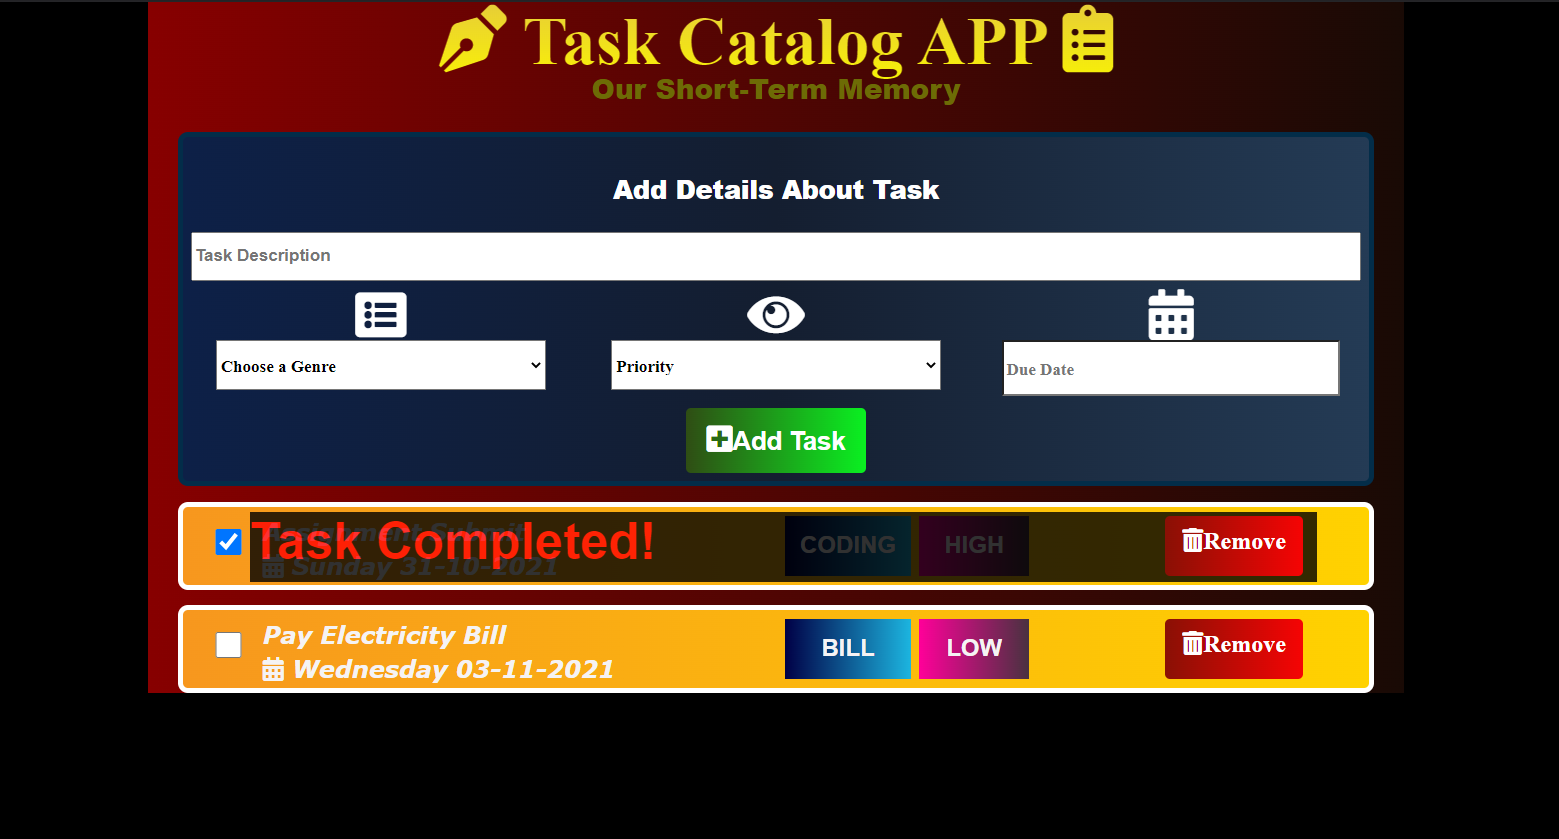 Task Catalog APP
Our Short-Term Memory
Add Details About Task
Task Description
Choose a Genre
Priority
Due Date
Add Task
Assignment Submit
Task Completed!
Sunday 31-10-2021
CODING
HIGH
Remove
Pay Electricity Bill
Wednesday 03-11-2021
BILL
LOW
Remove